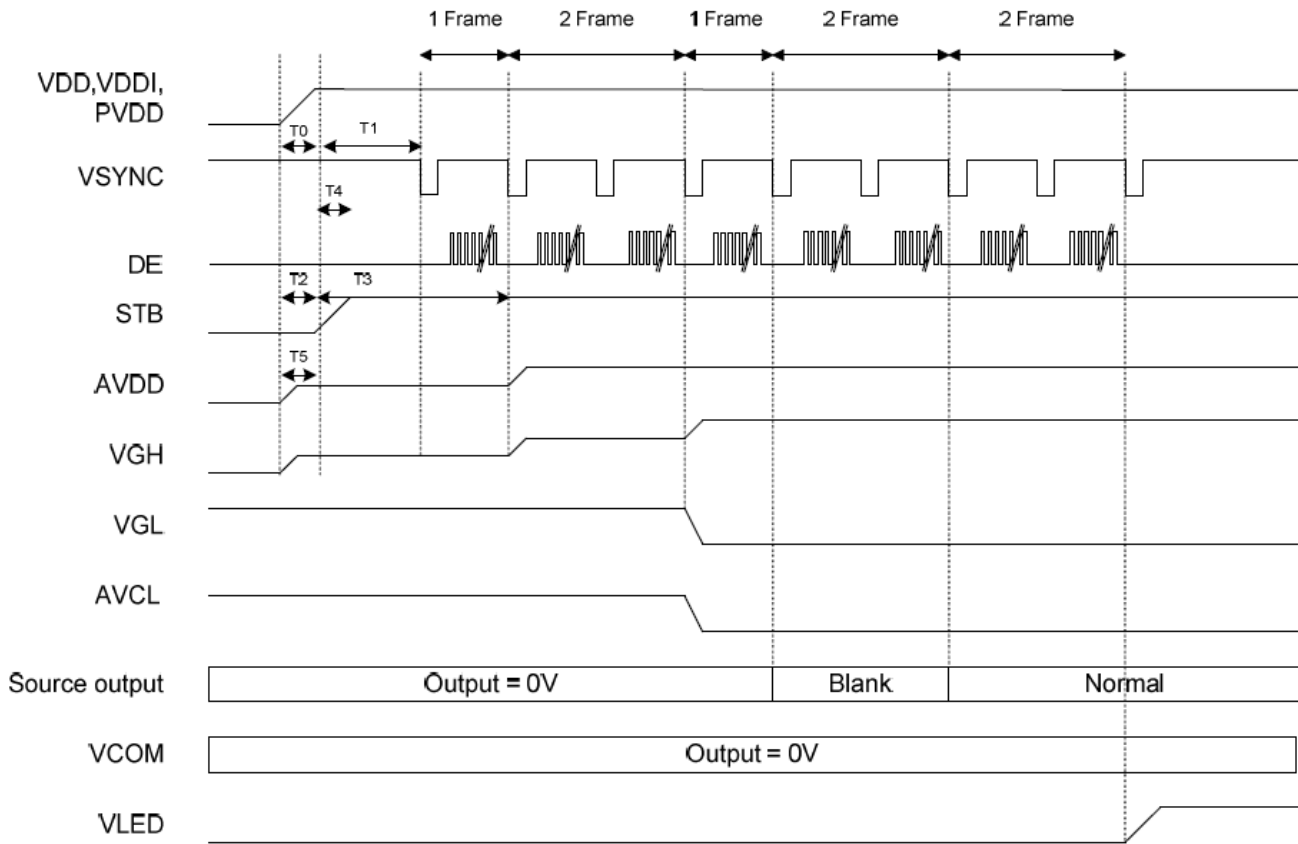 1 Frame 2 Frame 1 Frame 2 Frame 2 Frame
VDD,VDDI,
PVDD
T0 T1
VSYNC
T4
DE
T2 T3
STB
T5
AVDD
VGH
VGL
AVCL
Source output Output = 0V Blank Normal
VCOM Output = 0V
VLED